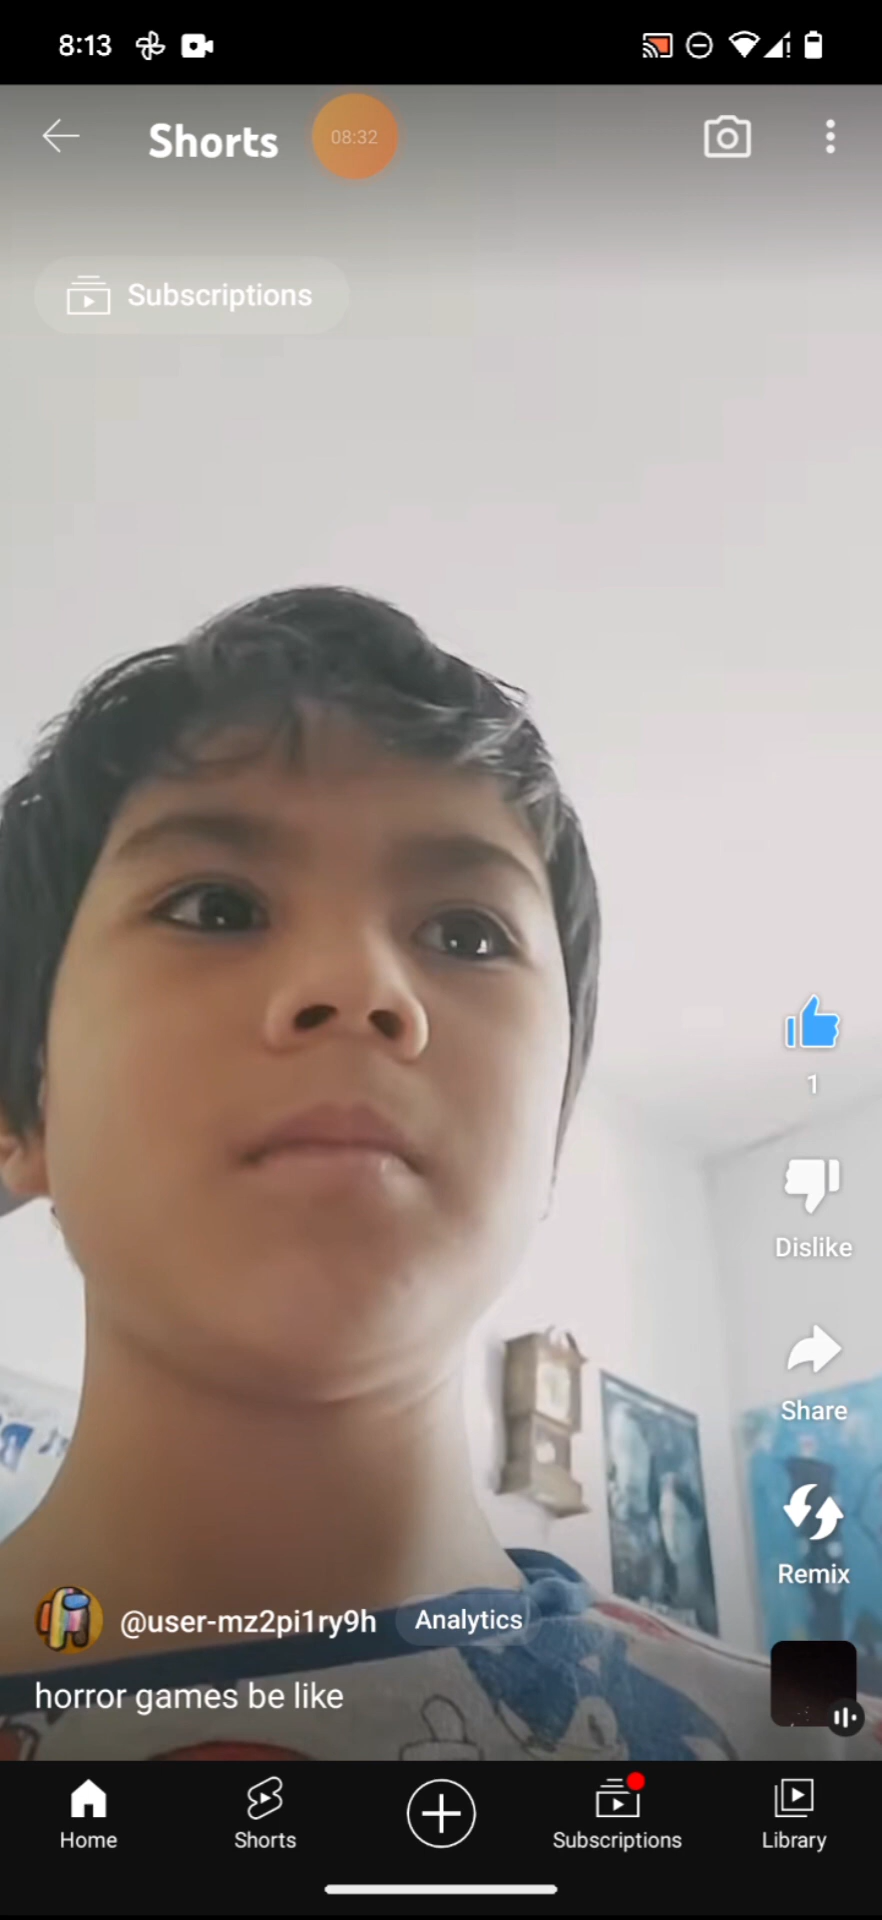 8:13
Shorts
08:32
Subscriptions
1
Dislike
Share
Remix
@user-mz2pi1ry9h Analytics
horror games be like
Home
Shorts
Subscriptions
Library